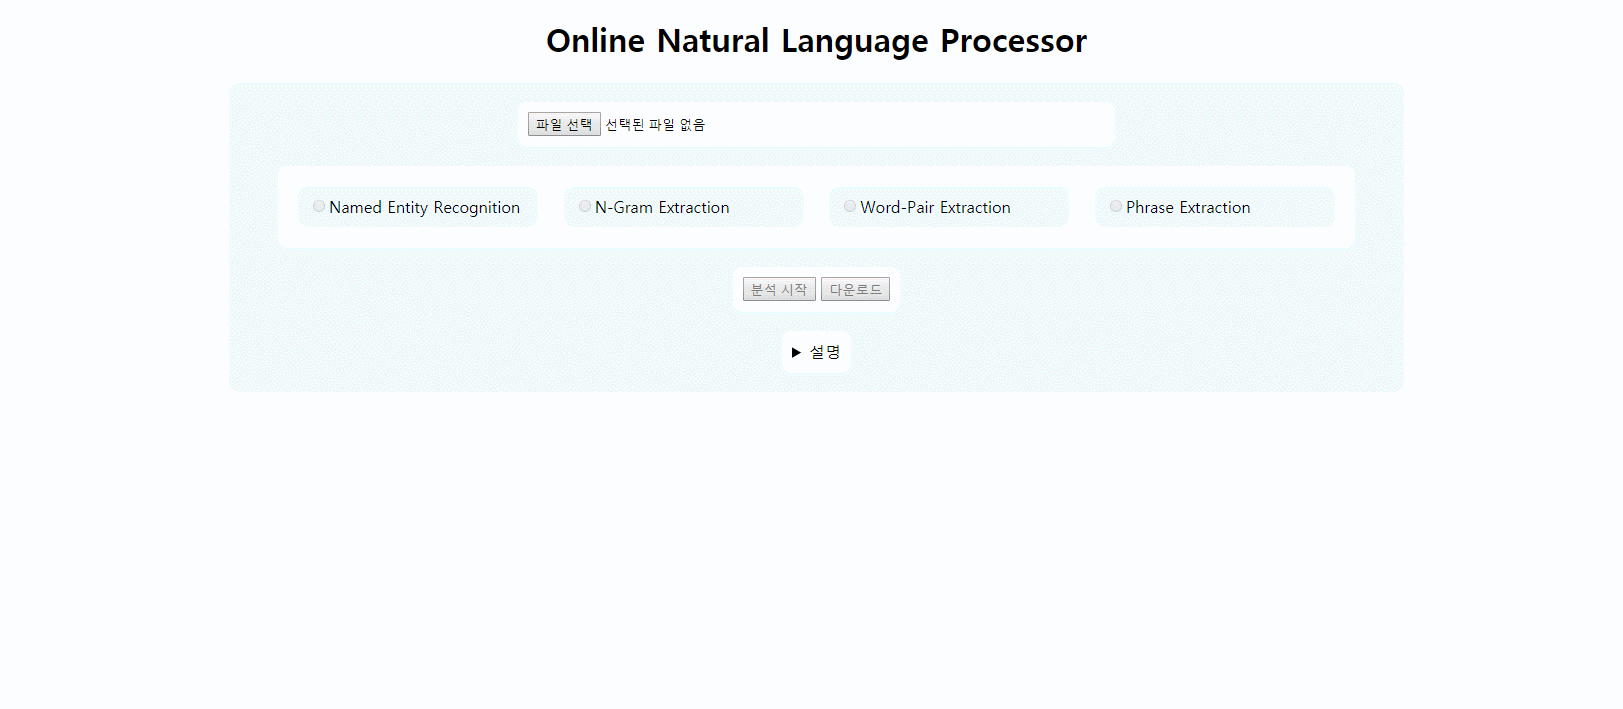 Online Natural Language Processor
파일 선택 선택된 파일 없음
Named Entity Recognition N-Gram Extraction Word-Pair Extraction Phrase Extraction
분석 시작 다운로드
▶ 설명